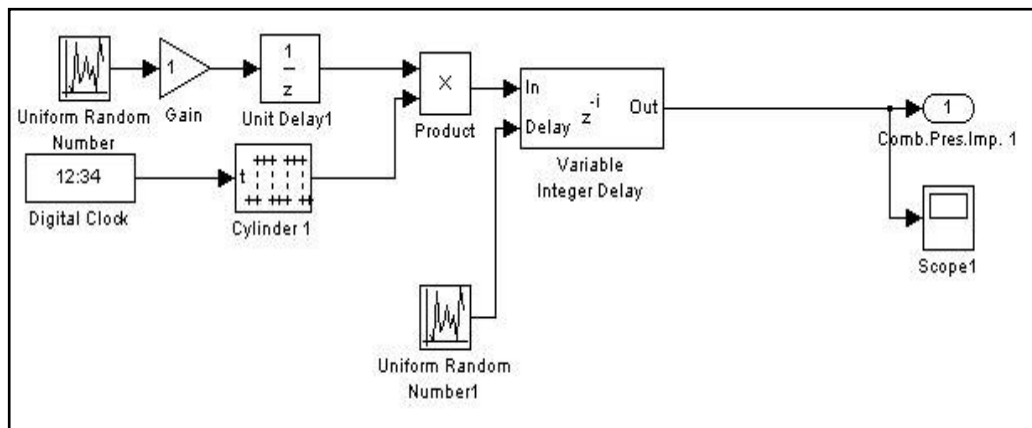 1
Gain
1
z
Unit Delay1
X
Product
In
Delay
z
-i
Out
Variable
Integer Delay
1
Comb.Pres.Imp. 1
Scope1
Uniform Random
Number
12:34
Digital Clock
t
Cylinder 1
Uniform Random
Number1